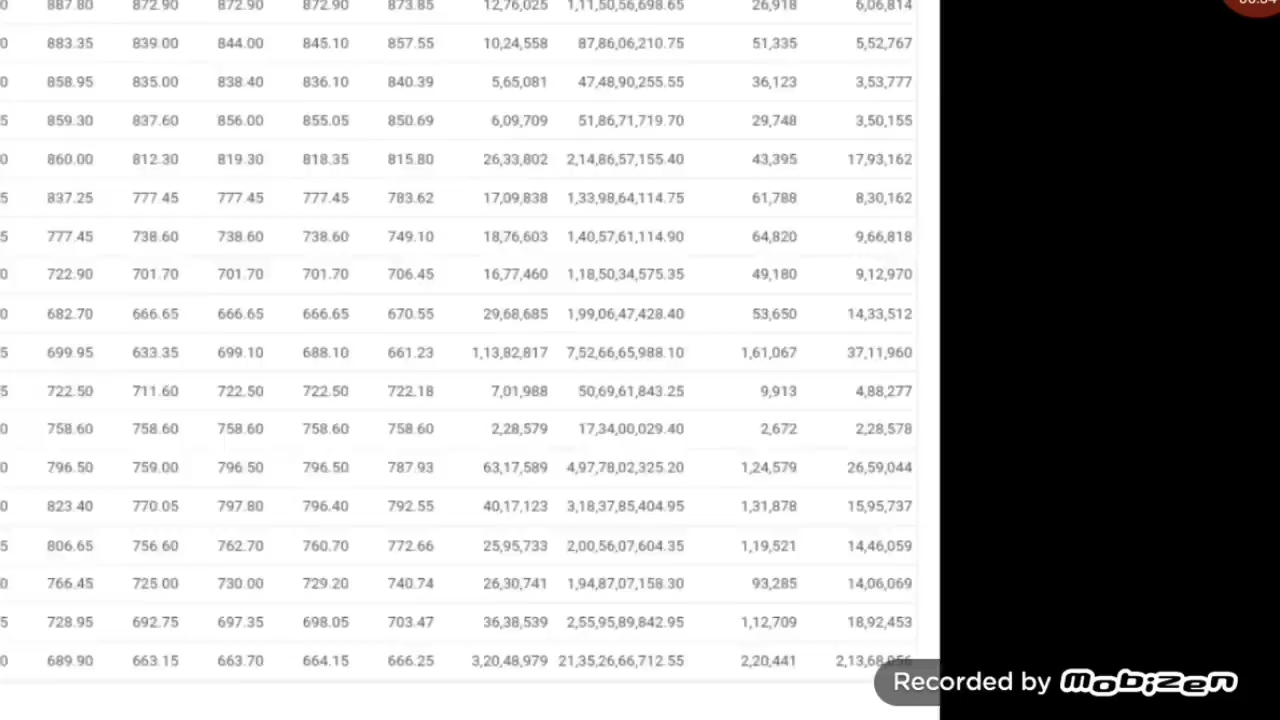 0 887.80 872.90 872.90 872.90 873.85 12,76,025 1,11,50,56,698.65 26,918 6,06,814
0 883.35 839.00 844.00 845.10 857.55 10,24,558 87,86,06,210.75 51,335 5,52,767
0 858.95 835.00 838.40 836.10 840.39 5,65,081 47,48,90,255.55 36,123 3,53,777
5 859.30 837.60 856.00 855.05 850.69 6,09,709 51,86,71,719.70 29,748 3,50,155
0 860.00 812.30 819.30 818.35 815.80 26,33,802 2,14,86,57,155.40 43,395 17,93,162
5 837.25 777.45 777.45 777.45 783.62 17,09,838 1,33,98,64,114.75 61,788 8,30,162
5 777.45 738.60 738.60 738.60 749.10 18,76,603 1,40,57,61,114.90 64,820 9,66,818
0 722.90 701.70 701.70 701.70 706.45 16,77,460 1,18,50,34,575.35 49,180 9,12,970
0 682.70 666.65 666.65 666.65 670.55 29,68,685 1,99,06,47,428.40 53,650 14,33,512
5 699.95 633.35 699.10 688.10 661.23 1,13,82,817 7,52,66,65,988.10 1,61,067 37,11,960
5 722.50 711.60 722.50 722.50 722.18 7,01,988 50,69,61,843.25 9,913 4,88,277
0 758.60 758.60 758.60 758.60 758.60 2,28,579 17,34,00,029.40 2,672 2,28,578
0 796.50 759.00 796.50 796.50 787.93 63,17,589 4,97,78,02,325.20 1,24,579 26,59,044
0 823.40 770.05 797.80 796.40 792.55 40,17,123 3,18,37,85,404.95 1,31,878 15,95,737
5 806.65 756.60 762.70 760.70 772.66 25,95,733 2,00,56,07,604.35 1,19,521 14,46,059
0 766.45 725.00 730.00 729.20 740.74 26,30,741 1,94,87,07,158.30 93,285 14,06,069
5 728.95 692.75 697.35 698.05 703.47 36,38,539 2,55,95,89,842.95 1,12,709 18,92,453
0 689.90 663.15 663.70 664.15 666.25 3,20,48,979 21,35,26,66,712.55 2,20,441
Recorded by Mobizen